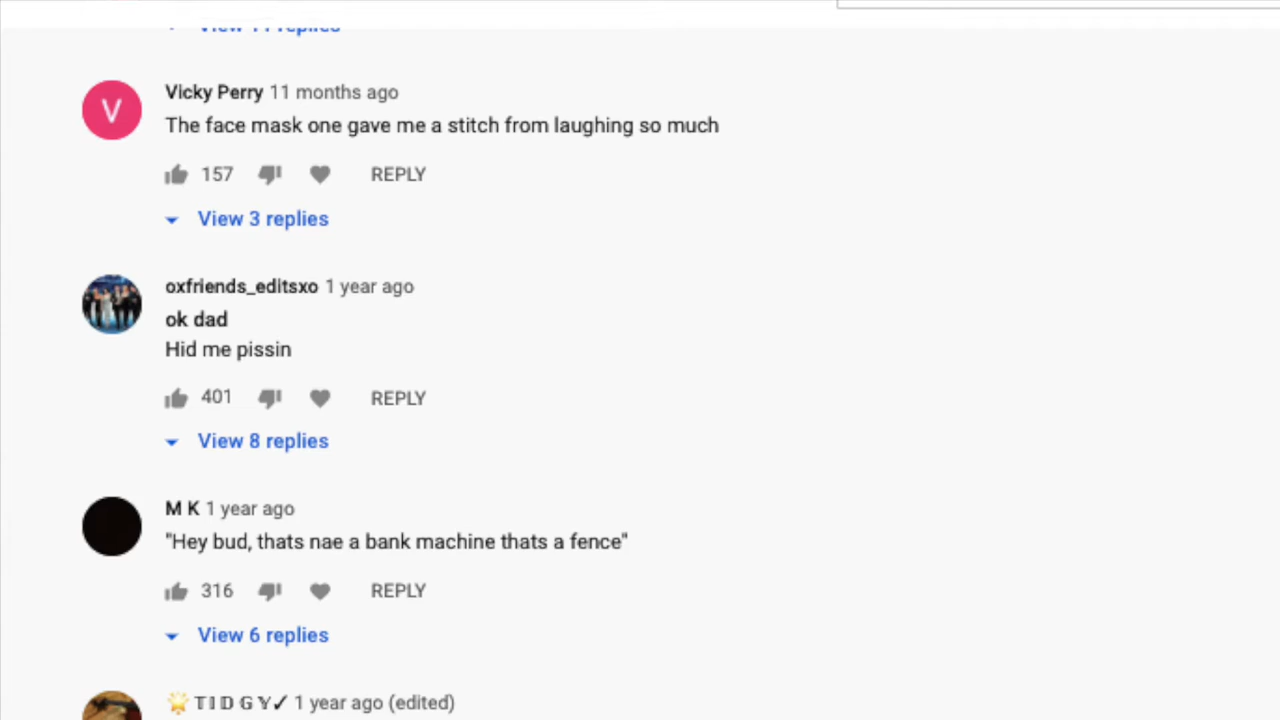 View 11 replies
V
Vicky Perry 11 months ago
The face mask one gave me a stitch from laughing so much
157 REPLY
View 3 replies
oxfriends_editsxo 1 year ago
ok dad
Hid me pissin
401 REPLY
View 8 replies
M K 1 year ago
"Hey bud, thats nae a bank machine thats a fence"
316 REPLY
View 6 replies
🌟 𝕋𝕀𝔻𝔾𝕐✓ 1 year ago (edited)